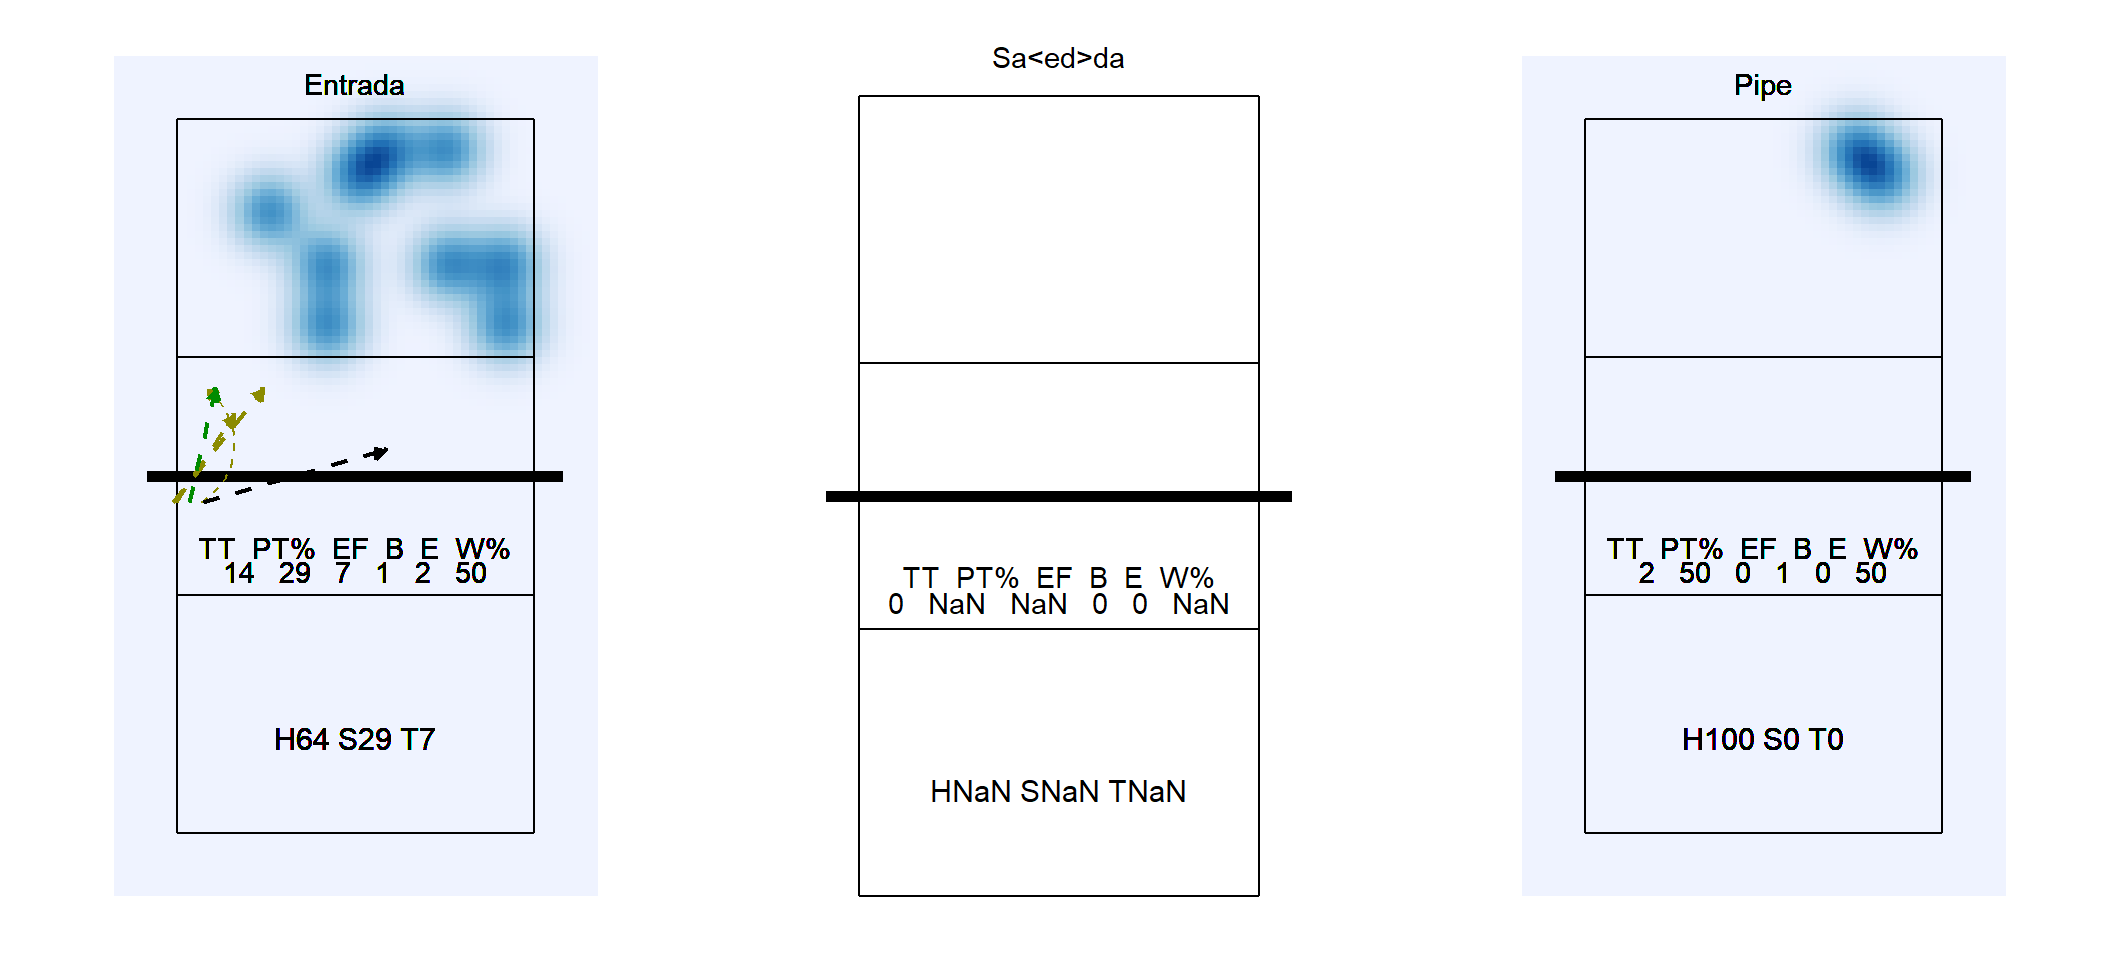 Entrada
TT PT% EF B E W%
14 29 7 1 2 50
H64 S29 T7
Sa<ed>da
TT PT% EF B E W%
0 NaN NaN 0 0 NaN
HNaN SNaN TNaN
Pipe
TT PT% EF B E W%
2 50 0 1 0 50
H100 S0 T0